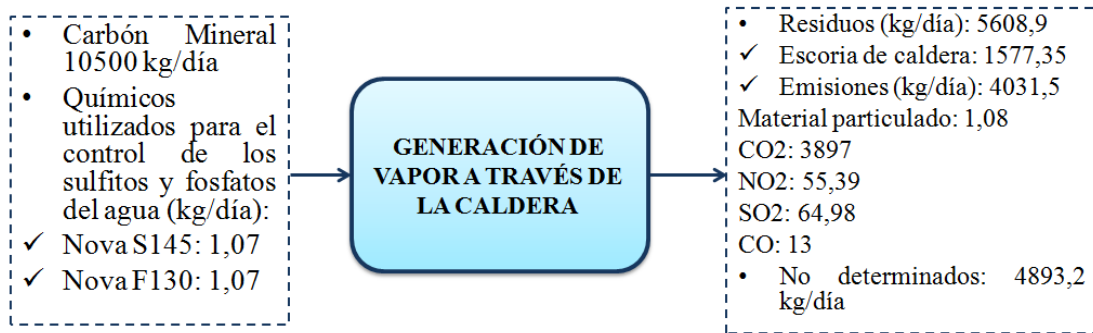 • Carbón Mineral
10500 kg/día
• Químicos
utilizados para el
control de los
sulfitos y fosfatos
del agua (kg/día):
✓ Nova S145: 1,07
✓ Nova F130: 1,07
GENERACIÓN DE
VAPOR A TRAVÉS DE
LA CALDERA
• Residuos (kg/día): 5608,9
✓ Escoria de caldera: 1577,35
✓ Emisiones (kg/día): 4031,5
Material particulado: 1,08
CO2: 3897
NO2: 55,39
SO2: 64,98
CO: 13
• No determinados: 4893,2
kg/día